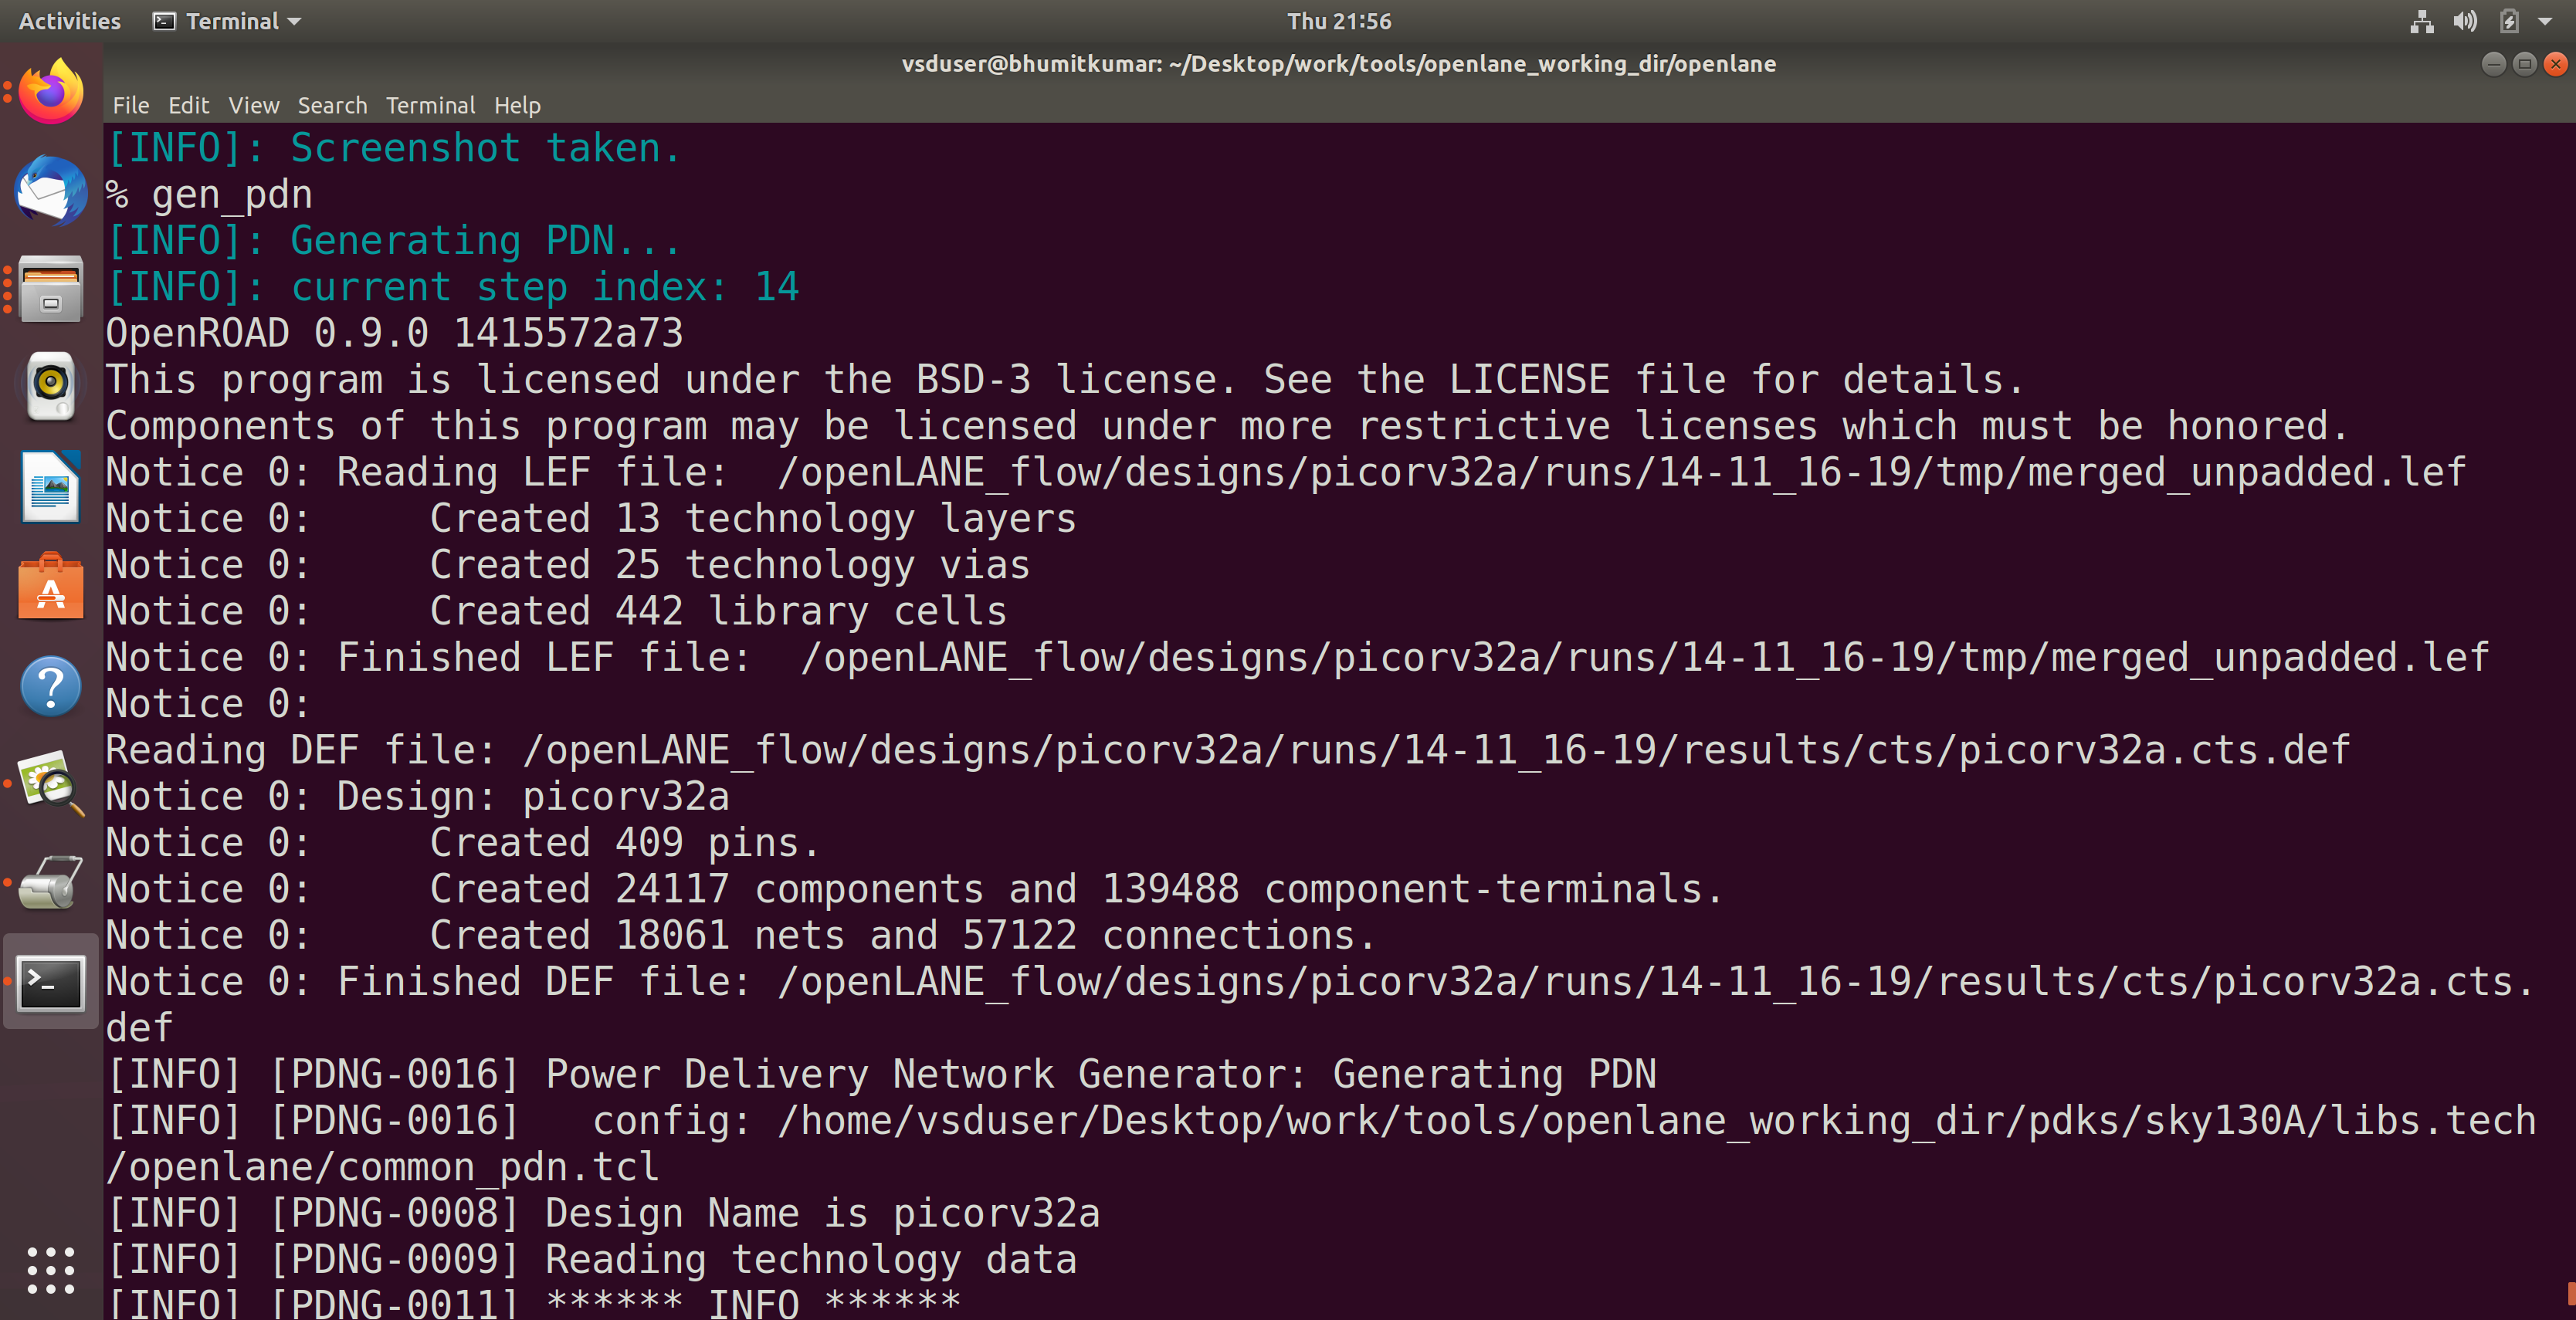 Activities Terminal Thu 21:56
vsduser@bhumitkumar: ~/Desktop/work/tools/openlane_working_dir/openlane
File Edit View Search Terminal Help
[INFO]: Screenshot taken.
% gen_pdn
[INFO]: Generating PDN...
[INFO]: current step index: 14
OpenROAD 0.9.0 1415572a73
This program is licensed under the BSD-3 license. See the LICENSE file for details.
Components of this program may be licensed under more restrictive licenses which must be honored.
Notice 0: Reading LEF file:  /openLANE_flow/designs/picorv32a/runs/14-11_16-19/tmp/merged_unpadded.lef
Notice 0:     Created 13 technology layers
Notice 0:     Created 25 technology vias
Notice 0:     Created 442 library cells
Notice 0: Finished LEF file:  /openLANE_flow/designs/picorv32a/runs/14-11_16-19/tmp/merged_unpadded.lef
Notice 0:
Reading DEF file: /openLANE_flow/designs/picorv32a/runs/14-11_16-19/results/cts/picorv32a.cts.def
Notice 0: Design: picorv32a
Notice 0:     Created 409 pins.
Notice 0:     Created 24117 components and 139488 component-terminals.
Notice 0:     Created 18061 nets and 57122 connections.
Notice 0: Finished DEF file: /openLANE_flow/designs/picorv32a/runs/14-11_16-19/results/cts/picorv32a.cts.
def
[INFO] [PDNG-0016] Power Delivery Network Generator: Generating PDN
[INFO] [PDNG-0016]   config: /home/vsduser/Desktop/work/tools/openlane_working_dir/pdks/sky130A/libs.tech
/openlane/common_pdn.tcl
[INFO] [PDNG-0008] Design Name is picorv32a
[INFO] [PDNG-0009] Reading technology data
[INFO] [PDNG-0011] ****** INFO ******